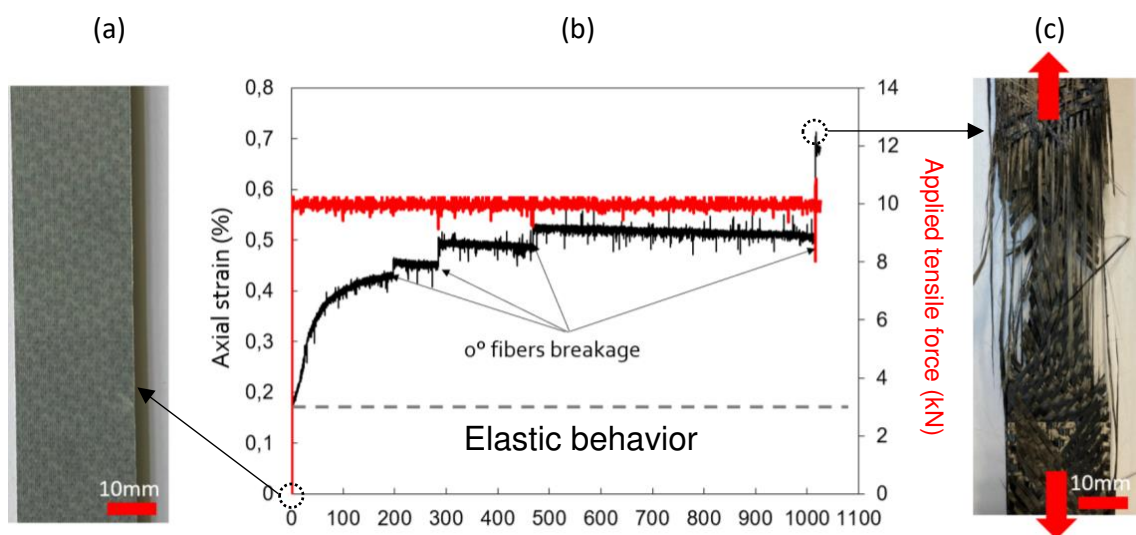 (a)
(b)
(c)
0,8
0,7
0,6
0,5
0,4
0,3
0,2
0,1
0
Axial strain (%)
14
12
10
8
6
4
2
0
Applied tensile force (kN)
0° fibers breakage
Elastic behavior
0 100 200 300 400 500 600 700 800 900 1000 1100
10mm
10mm